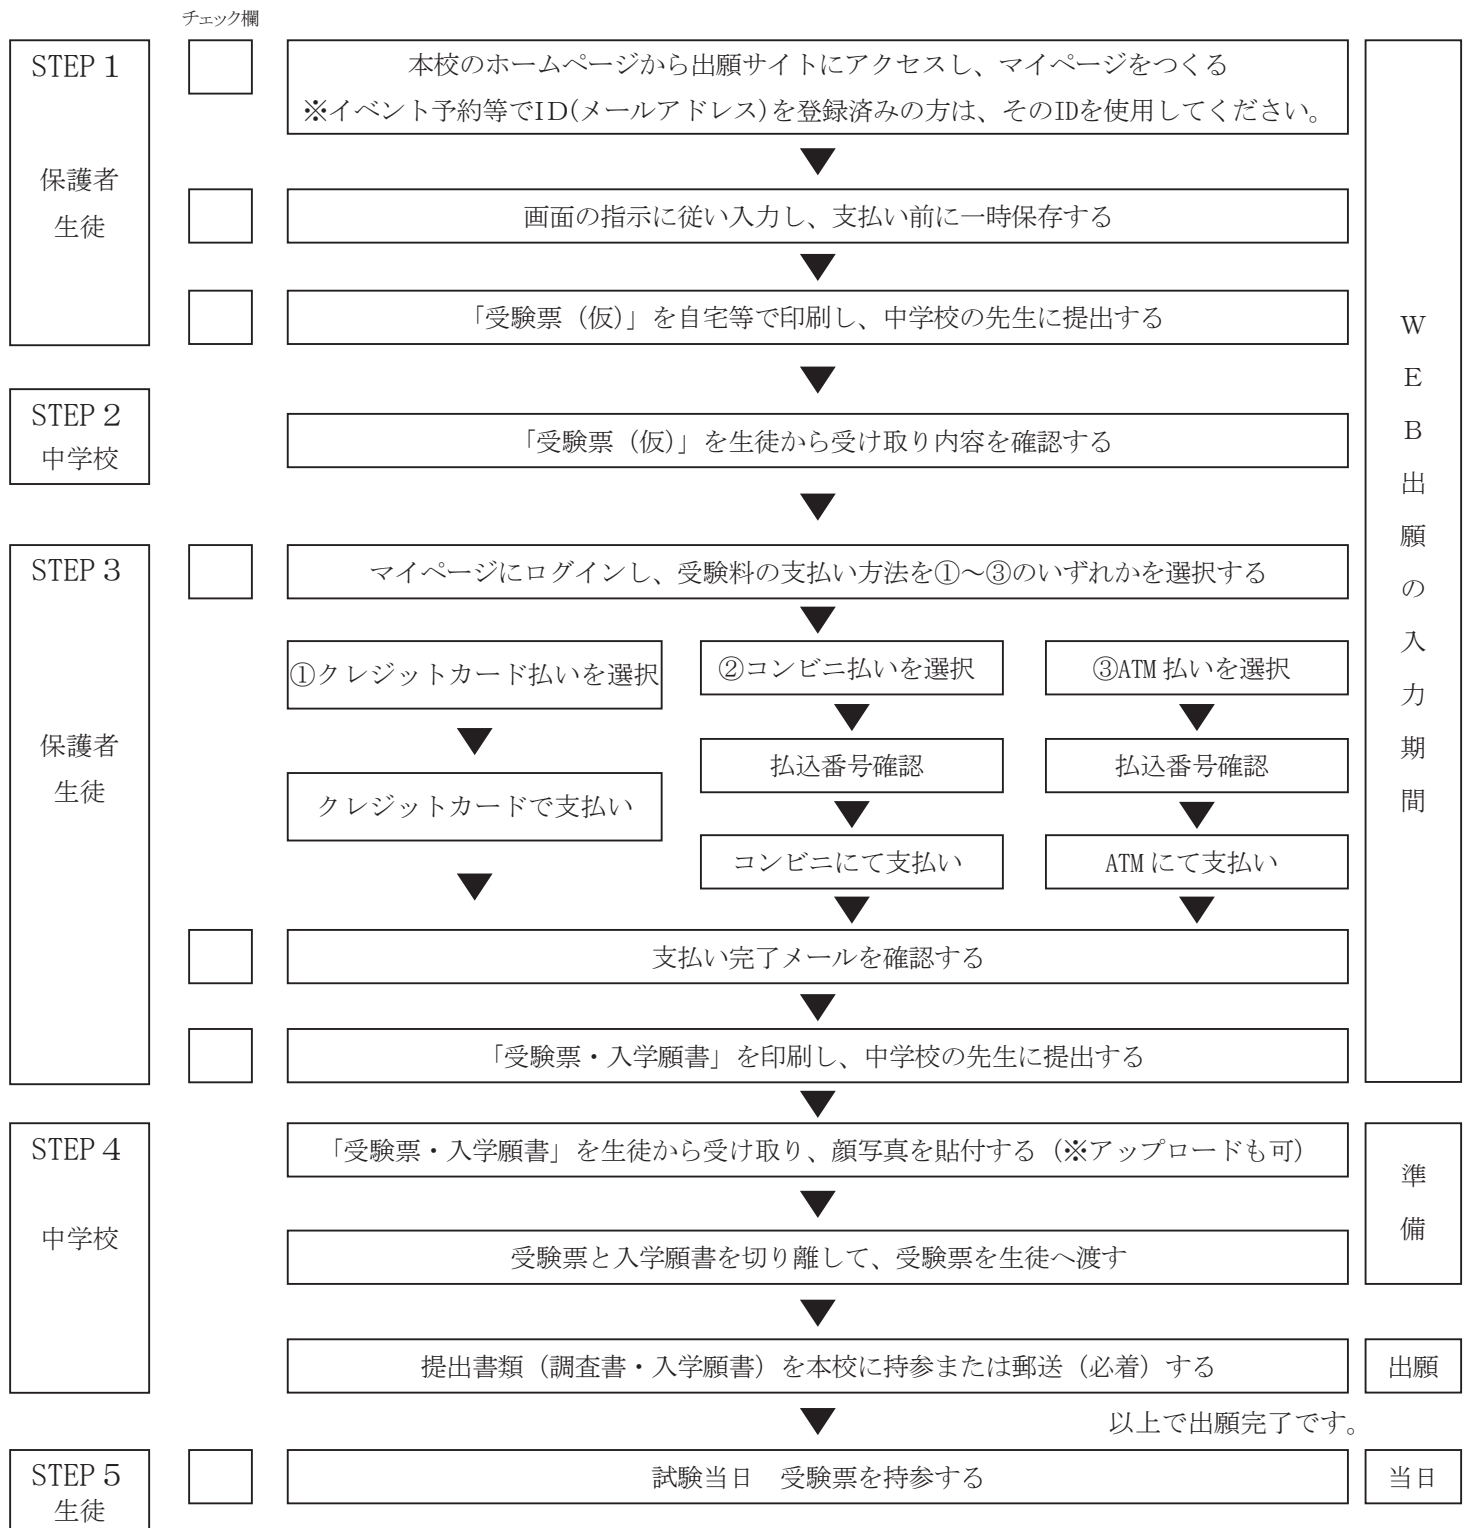 チェック欄
STEP 1
保護者
生徒
本校のホームページから出願サイトにアクセスし、マイページをつくる
※イベント予約等でID(メールアドレス)を登録済みの方は、そのIDを使用してください。
画面の指示に従い入力し、支払い前に一時保存する
「受験票（仮）」を自宅等で印刷し、中学校の先生に提出する
WEB出願の入力期間
STEP 2
中学校
「受験票（仮）」を生徒から受け取り内容を確認する
STEP 3
保護者
生徒
マイページにログインし、受験料の支払い方法を①～③のいずれかを選択する
①クレジットカード払いを選択
クレジットカードで支払い
②コンビニ払いを選択
払込番号確認
コンビニにて支払い
③ATM 払いを選択
払込番号確認
ATM にて支払い
支払い完了メールを確認する
「受験票・入学願書」を印刷し、中学校の先生に提出する
STEP 4
中学校
「受験票・入学願書」を生徒から受け取り、顔写真を貼付する（※アップロードも可）
受験票と入学願書を切り離して、受験票を生徒へ渡す
準備
提出書類（調査書・入学願書）を本校に持参または郵送（必着）する
出願
以上で出願完了です。
STEP 5
生徒
試験当日　受験票を持参する
当日